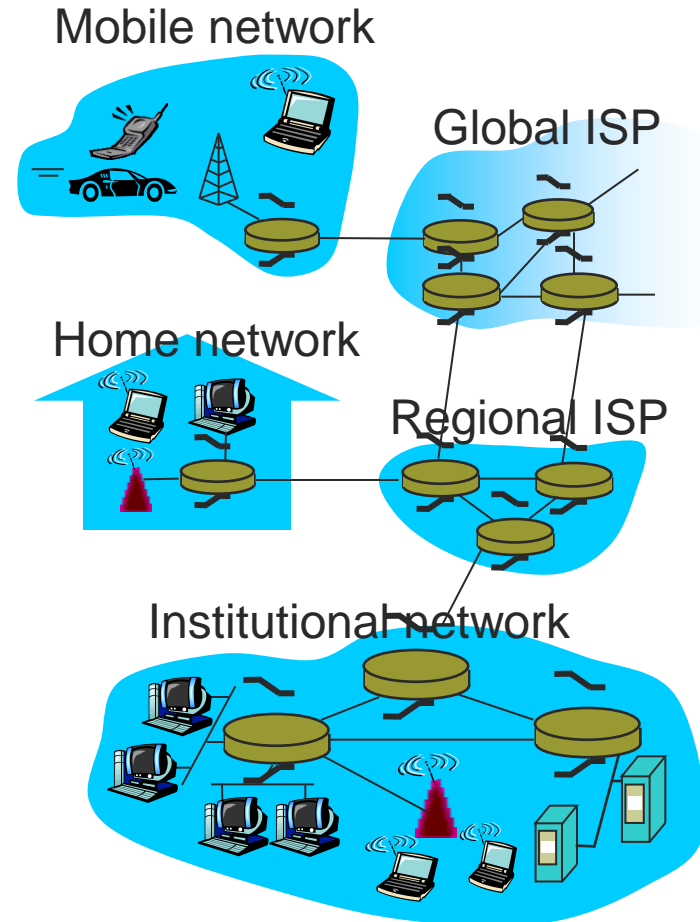 Mobile network
Global ISP
Home network
Regional ISP
Institutional network